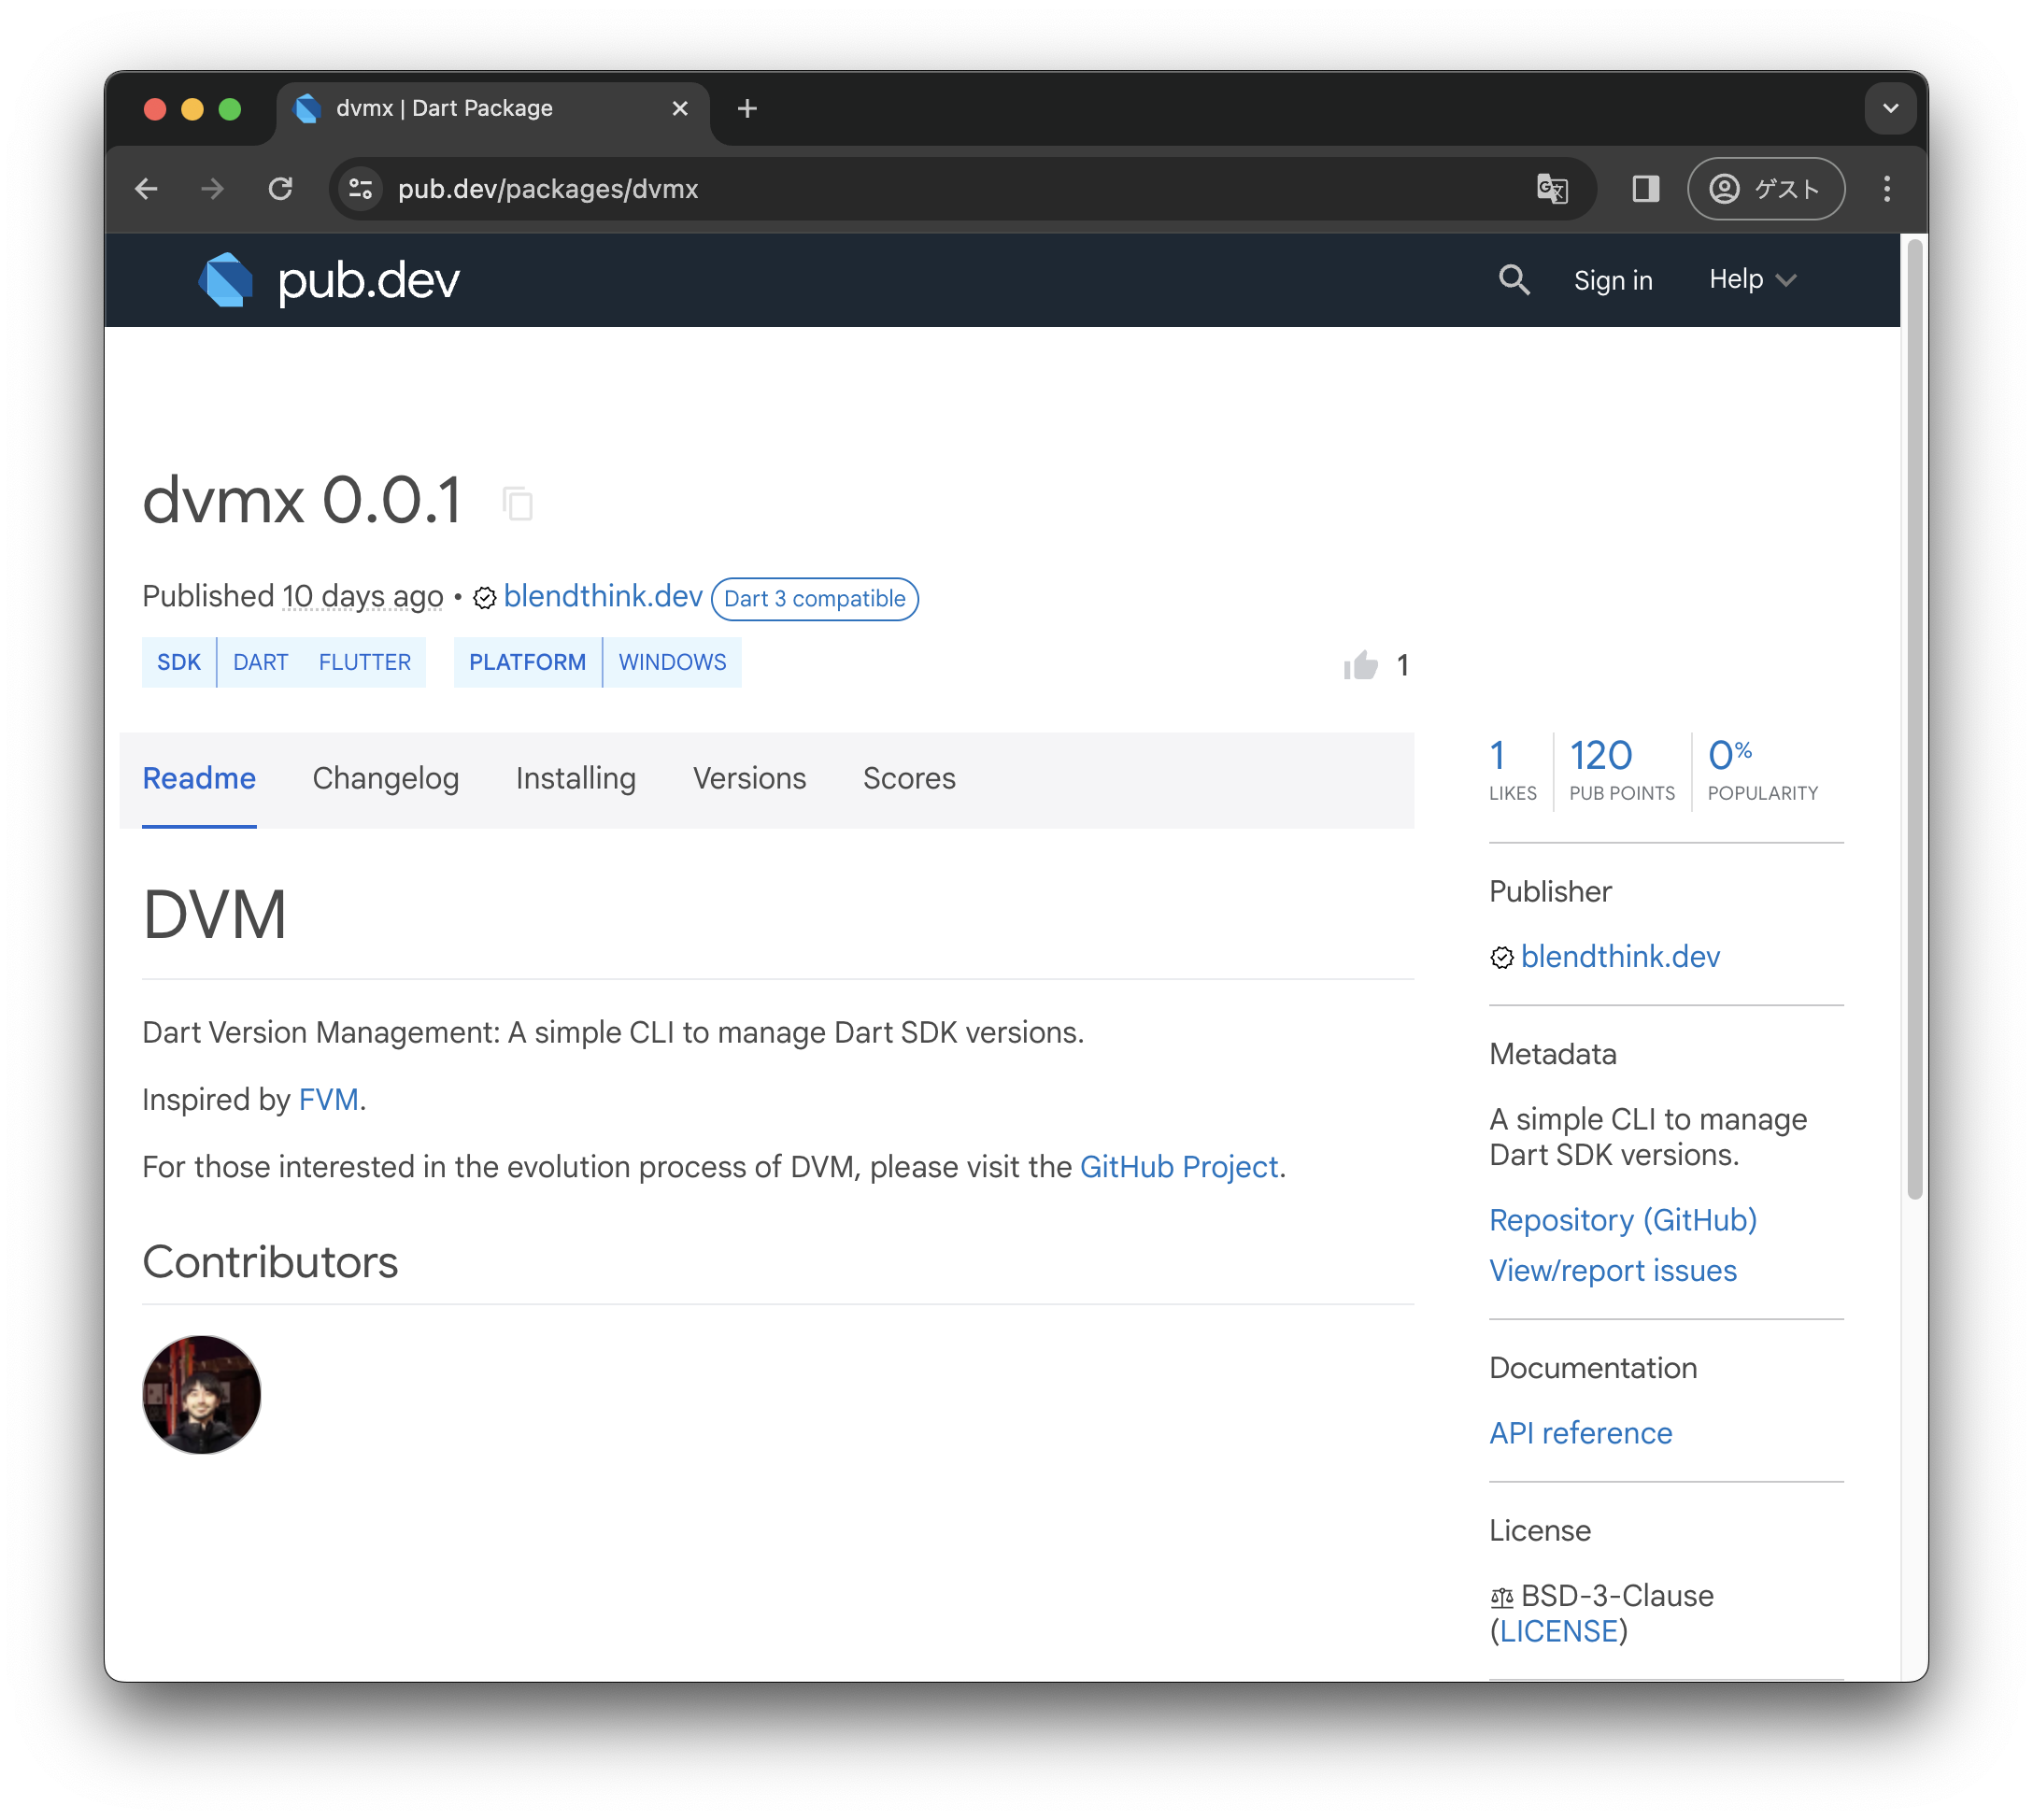 dvmx | Dart Package
pub.dev/packages/dvmx
ゲスト
pub.dev
Sign in
Help
dvmx 0.0.1
Published 10 days ago • blendthink.dev Dart 3 compatible
SDK DART FLUTTER PLATFORM WINDOWS
1
Readme Changelog Installing Versions Scores
DVM
Dart Version Management: A simple CLI to manage Dart SDK versions.
Inspired by FVM.
For those interested in the evolution process of DVM, please visit the GitHub Project.
Contributors
1 120 0%
LIKES PUB POINTS POPULARITY
Publisher
blendthink.dev
Metadata
A simple CLI to manage
Dart SDK versions.
Repository (GitHub)
View/report issues
Documentation
API reference
License
BSD-3-Clause
(LICENSE)